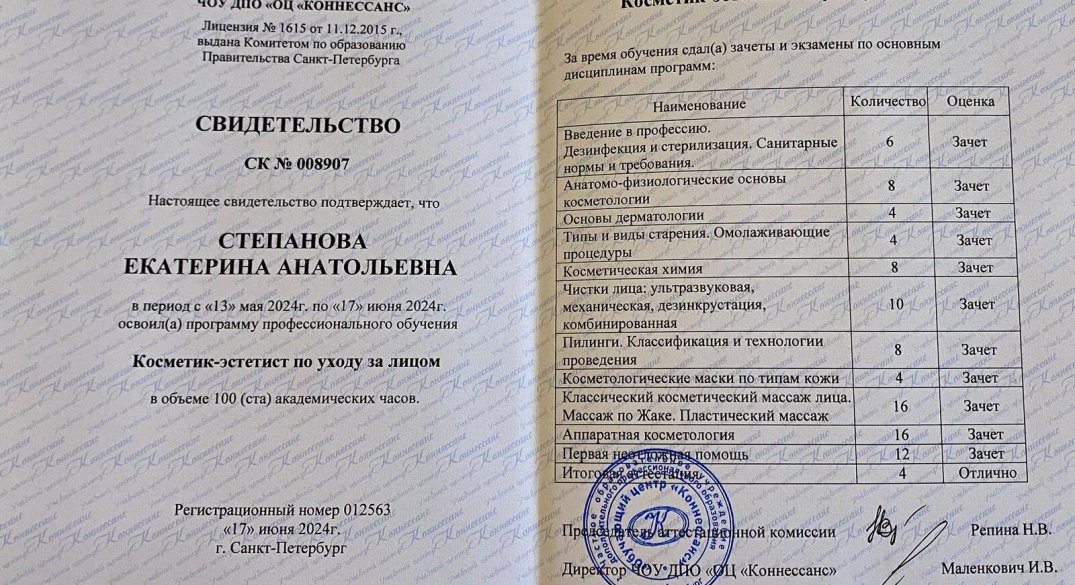 ЧОУ ДПО «ОЦ «КОННЕССАНС»
Лицензия № 1615 от 11.12.2015 г.,
выдана Комитетом по образованию
Правительства Санкт-Петербурга
СВИДЕТЕЛЬСТВО
СК № 008907
Настоящее свидетельство подтверждает, что
СТЕПАНОВА
ЕКАТЕРИНА АНАТОЛЬЕВНА
в период с «13» мая 2024г. по «17» июня 2024г.
освоил(а) программу профессионального обучения
Косметик-эстетист по уходу за лицом
в объеме 100 (ста) академических часов.
Регистрационный номер 012563
«17» июня 2024г.
г. Санкт-Петербург
За время обучения сдал(а) зачеты и экзамены по основным
дисциплинам программ:
Наименование Количество Оценка
Введение в профессию.
Дезинфекция и стерилизация. Санитарные 6 Зачет
нормы и требования.
Анатомо-физиологические основы 8 Зачет
косметологии
Основы дерматологии 4 Зачет
Типы и виды старения. Омолаживающие 4 Зачет
процедуры
Косметическая химия 8 Зачет
Чистки лица: ультразвуковая,
механическая, дезинкрустация, 10 Зачет
комбинированная
Пилинги. Классификация и технологии 8 Зачет
проведения
Косметологические маски по типам кожи 4 Зачет
Классический косметический массаж лица. 16 Зачет
Массаж по Жаке. Пластический массаж
Аппаратная косметология 16 Зачет
Первая неотложная помощь 12 Зачет
Итоговая аттестация 4 Отлично
Председатель аттестационной комиссии Репина Н.В.
Директор ЧОУ ДПО «ОЦ «Коннессанс» Маленкович И.В.